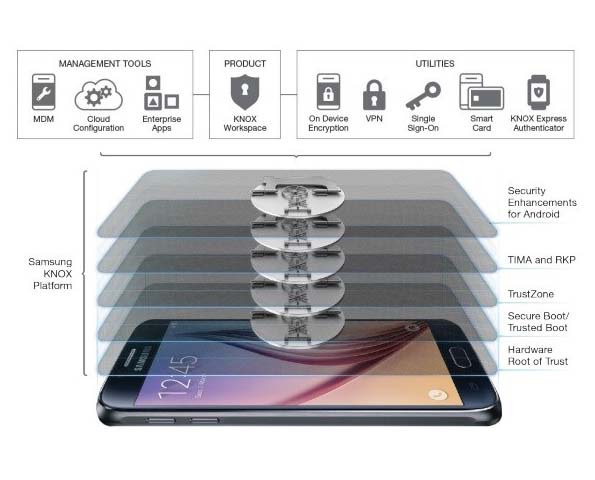 MANAGEMENT TOOLS
PRODUCT
UTILITIES
MDM
Cloud
Configuration
Enterprise
Apps
KNOX
Workspace
On Device
Encryption
VPN
Single
Sign-On
Smart
Card
KNOX Express
Authenticator
Samsung
KNOX
Platform
Security
Enhancements
for Android
TIMA and RKP
TrustZone
Secure Boot/
Trusted Boot
Hardware
Root of Trust
SAMSUNG
12:45